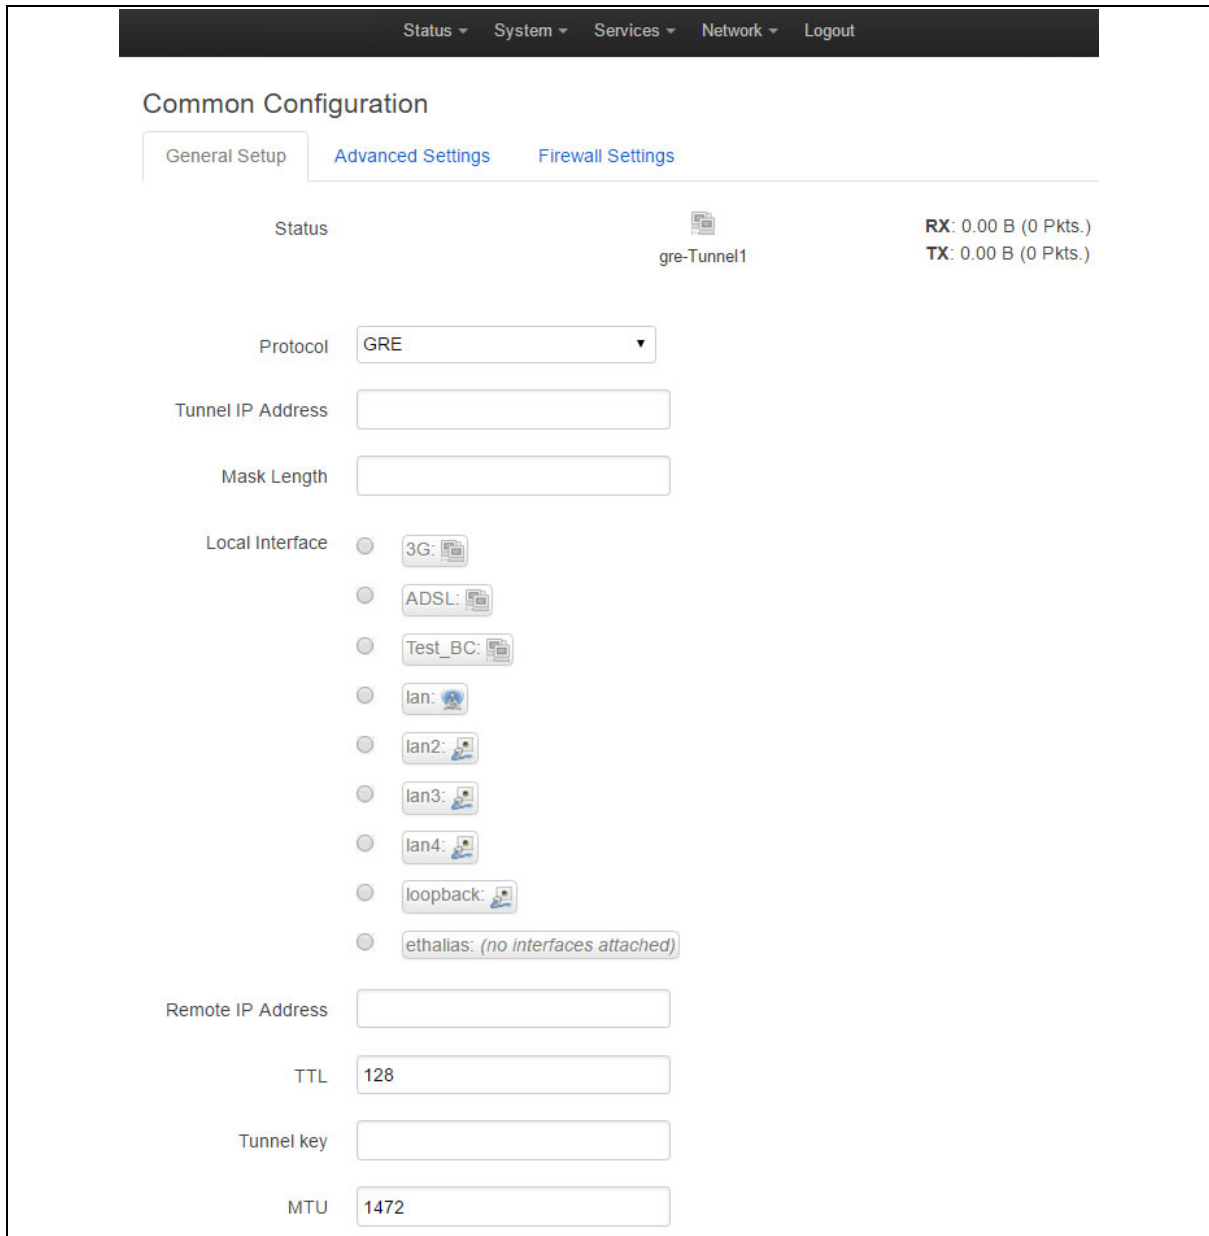 Status System Services Network Logout
Common Configuration
General Setup Advanced Settings Firewall Settings
Status RX: 0.00 B (0 Pkts.)
gre-Tunnel1 TX: 0.00 B (0 Pkts.)
Protocol GRE
Tunnel IP Address
Mask Length
Local Interface 3G:
ADSL:
Test_BC:
lan:
lan2:
lan3:
lan4:
loopback:
ethalias: (no interfaces attached)
Remote IP Address
TTL 128
Tunnel key
MTU 1472